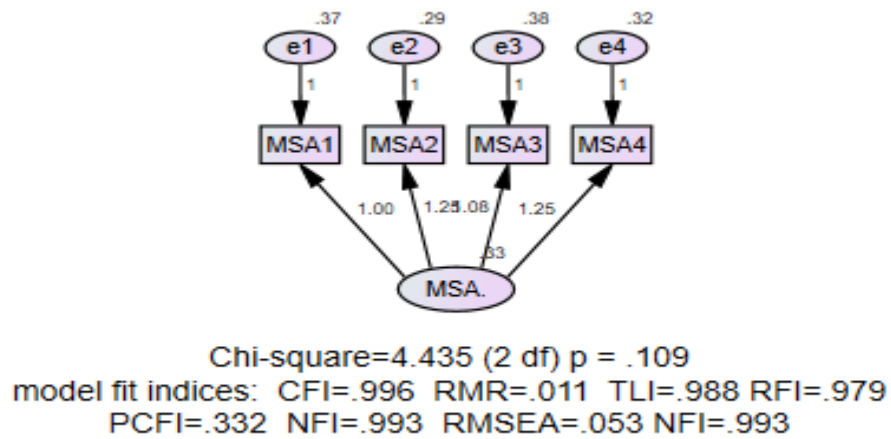 .37 .29 .38 .32
e1 e2 e3 e4
1 1 1 1
MSA1 MSA2 MSA3 MSA4
1.00 1.08 1.25
.33
MSA.
Chi-square=4.435 (2 df) p = .109
model fit indices: CFI=.996 RMR=.011 TLI=.988 RFI=.979
PCFI=.332 NFI=.993 RMSEA=.053 NFI=.993